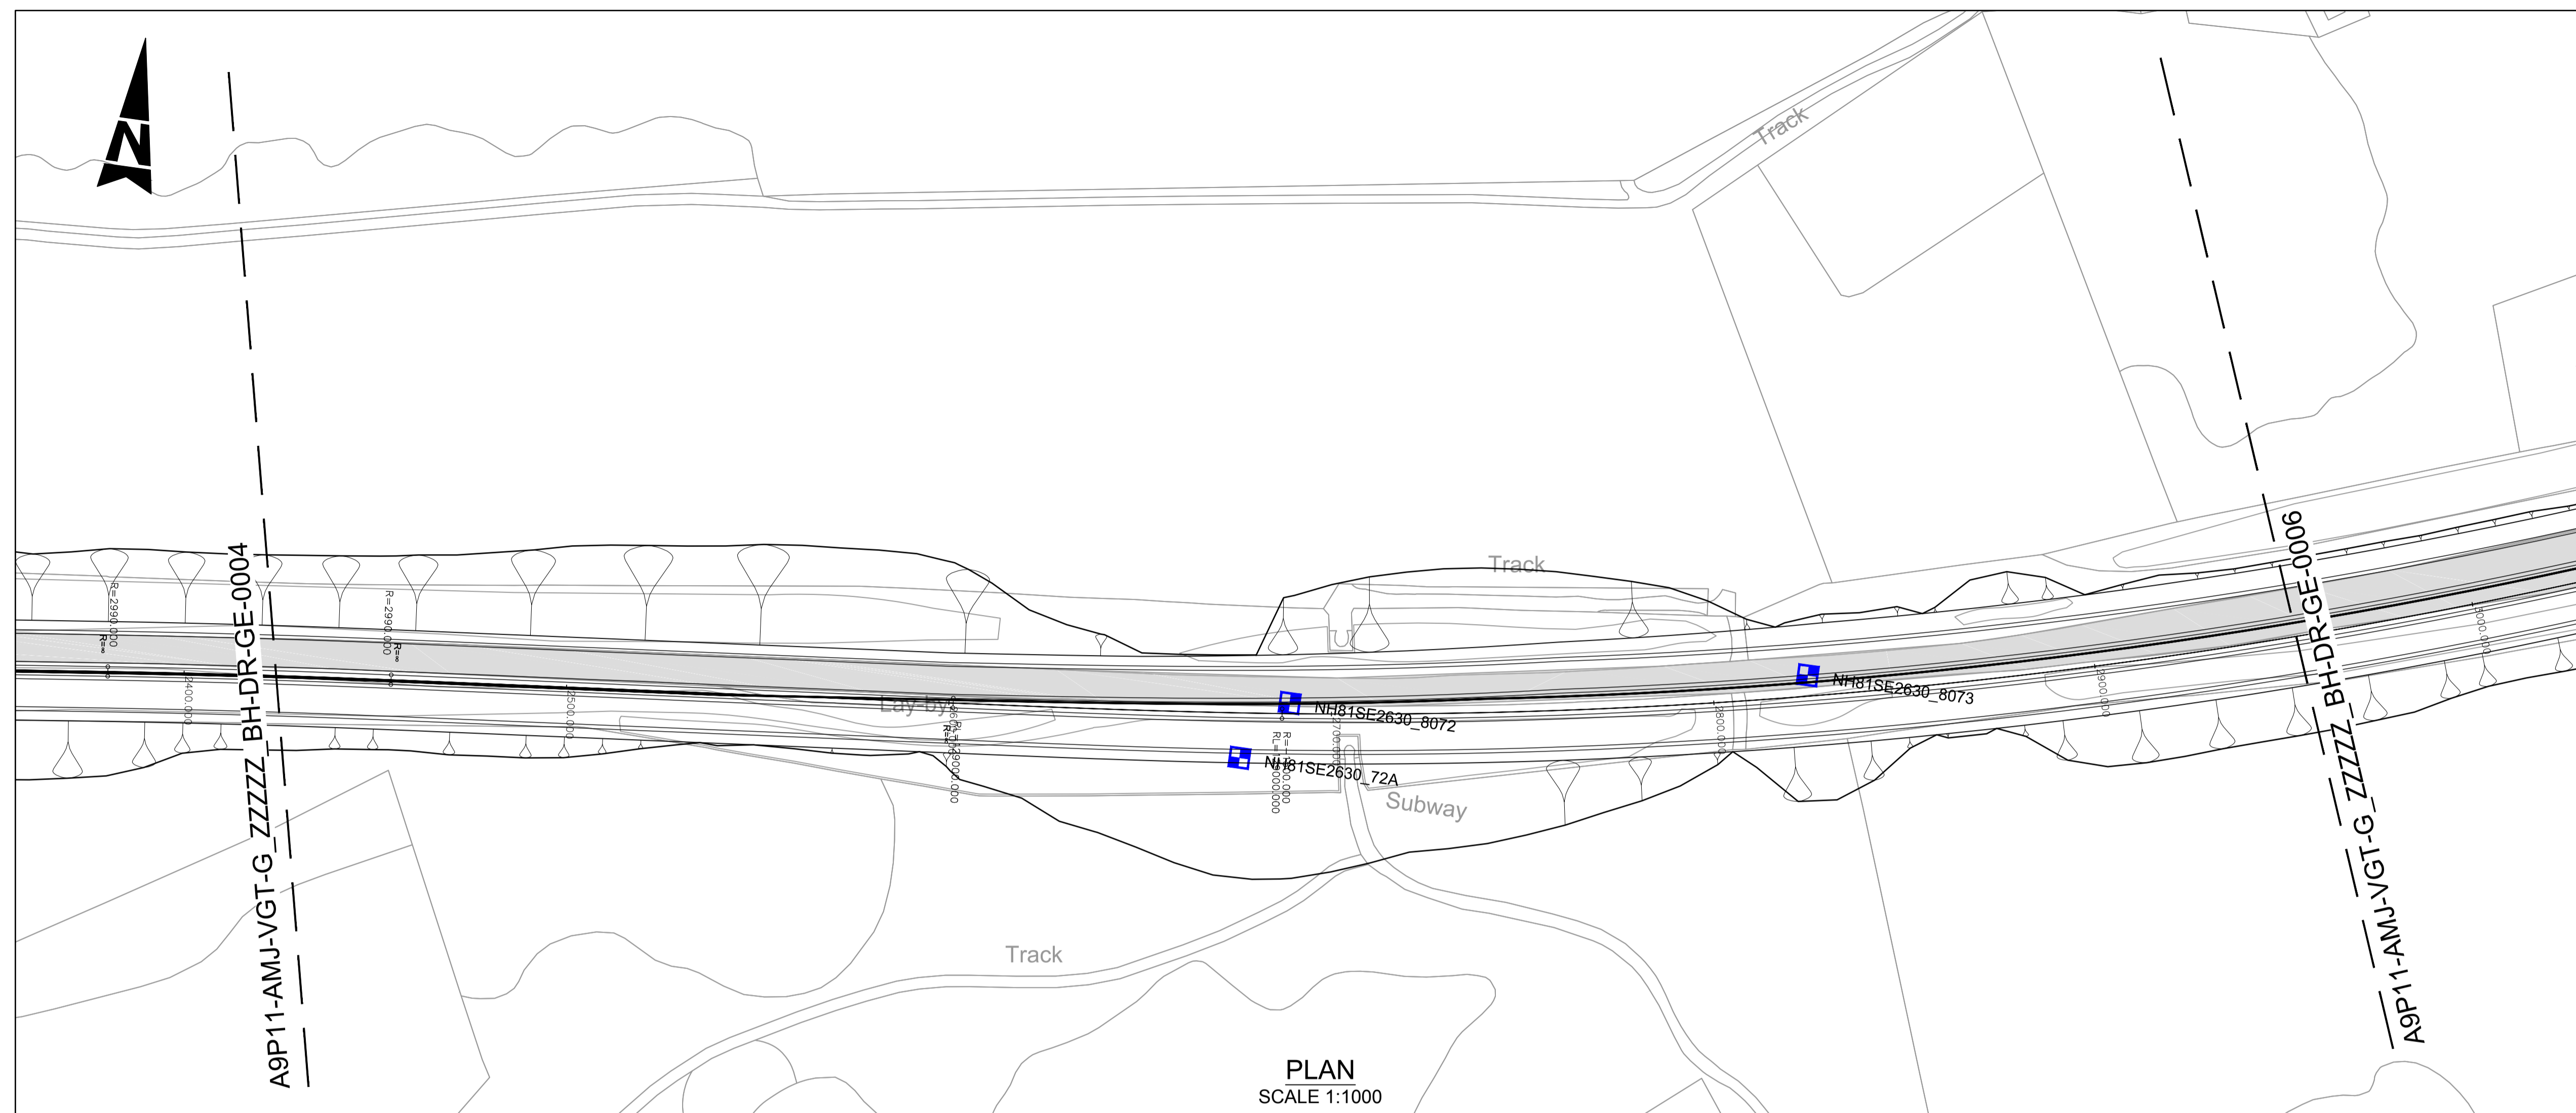 N
Track
Track
A9P11-AMJ-VGT-G_ZZZZZ_BH-DR-GE-0004
A9P11-AMJ-VGT-G_ZZZZZ_BH-DR-GE-0006
R=2990.000
R=∞
R=2990.000
R=∞
2400.000
2500.000
Lay-by
R=∞
NH81SE2630_8072
NH81SE2630_8073
NH81SE2630_72A
2700.000
2800.000
2900.000
3000.000
Subway
Track
PLAN
SCALE 1:1000